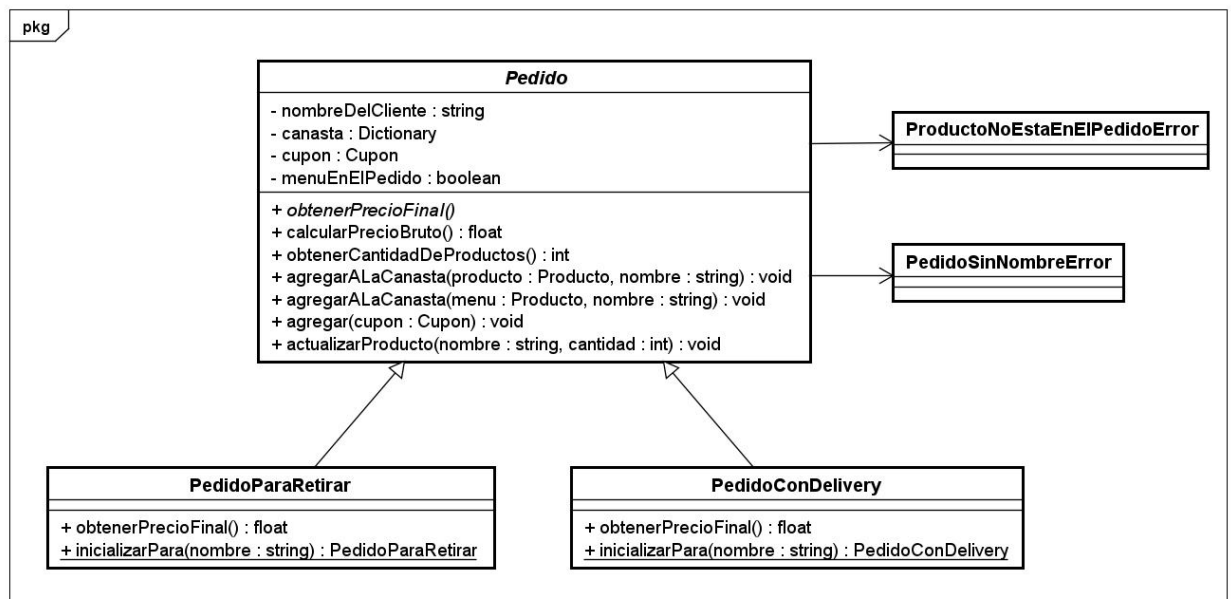 pkg
Pedido
- nombreDelCliente : string
- canasta : Dictionary
- cupon : Cupon
- menuEnElPedido : boolean
+ obtenerPrecioFinal()
+ calcularPrecioBruto() : float
+ obtenerCantidadDeProductos() : int
+ agregarALaCanasta(producto : Producto, nombre : string) : void
+ agregarALaCanasta(menu : Producto, nombre : string) : void
+ agregar(cupon : Cupon) : void
+ actualizarProducto(nombre : string, cantidad : int) : void
ProductoNoEstaEnElPedidoError
PedidoSinNombreError
PedidoParaRetirar
+ obtenerPrecioFinal() : float
+ inicializarPara(nombre : string) : PedidoParaRetirar
PedidoConDelivery
+ obtenerPrecioFinal() : float
+ inicializarPara(nombre : string) : PedidoConDelivery